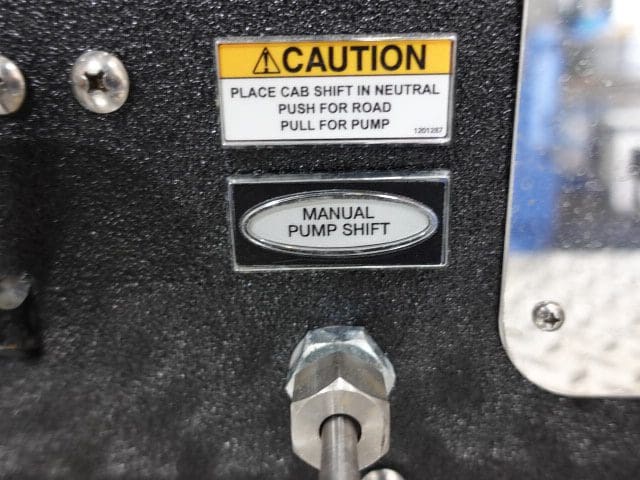 CAUTION
PLACE CAB SHIFT IN NEUTRAL
PUSH FOR ROAD
PULL FOR PUMP
1201287
MANUAL
PUMP SHIFT